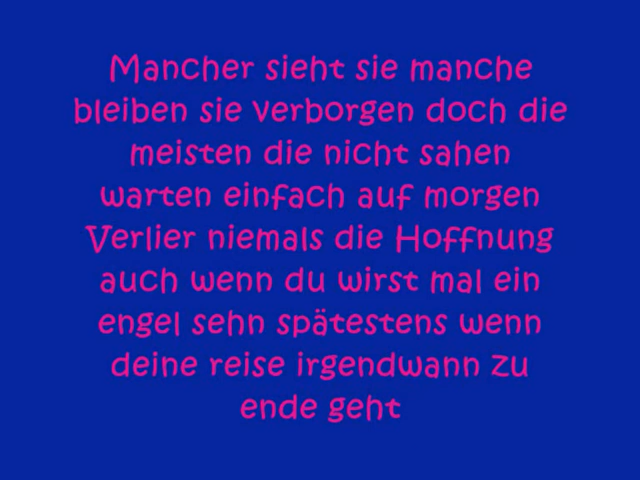 Mancher sieht sie manche
bleiben sie verborgen doch die
meisten die nicht sahen
warten einfach auf morgen
Verlier niemals die Hoffnung
auch wenn du wirst mal ein
engel sehn spätestens wenn
deine reise irgendwann zu
ende geht